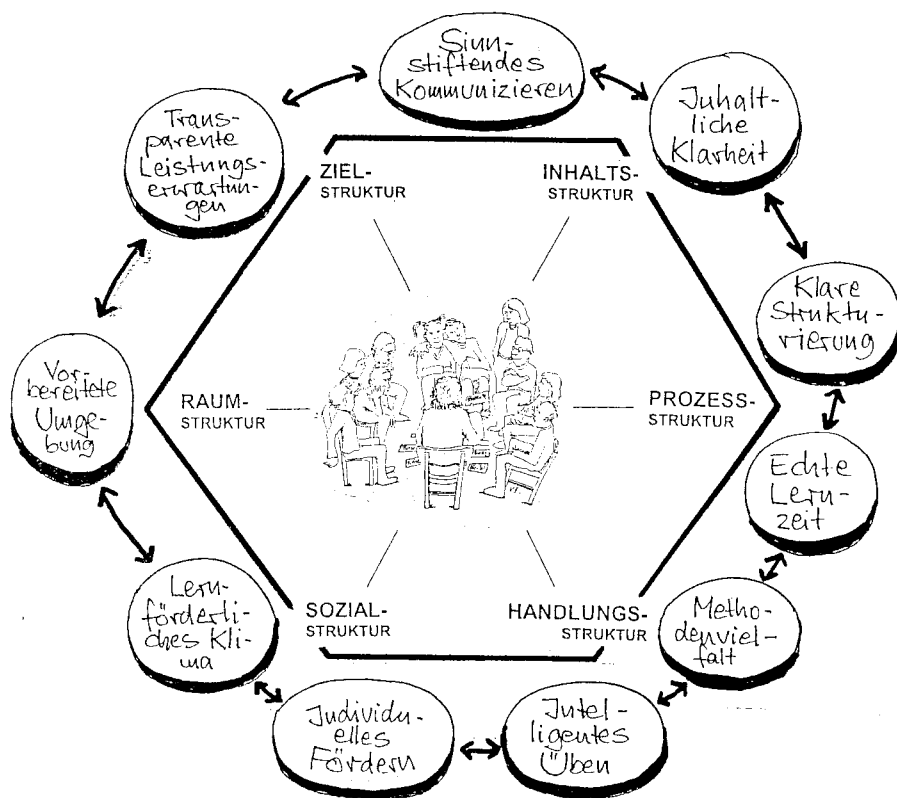 Sinn-
stiftendes
Kommunizieren
Inhalt-
liche
Klarheit
Klare
Struktu-
rierung
Echte
Lern-
zeit
Metho-
denviel-
falt
Intel-
ligentes
Üben
Individu-
elles
Fördern
Lern-
förderli-
ches Kli-
ma
Vor-
bereitete
Umge-
bung
Trans-
parente
Leistungs-
erwartun-
gen
ZIEL-
STRUKTUR
INHALTS-
STRUKTUR
RAUM-
STRUKTUR
PROZESS-
STRUKTUR
SOZIAL-
STRUKTUR
HANDLUNGS-
STRUKTUR